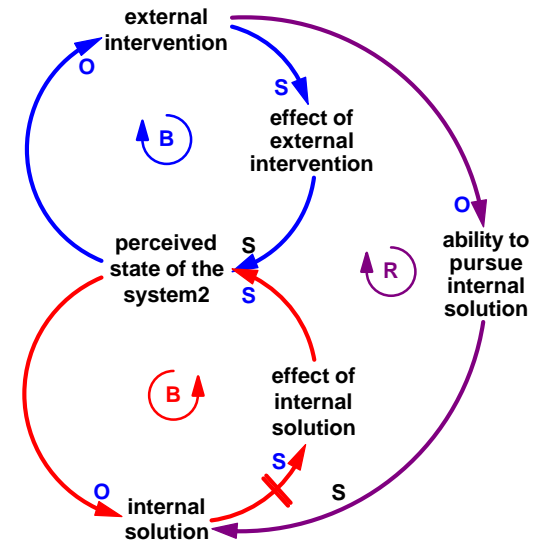 external
intervention
O
S
effect of
external
intervention
B
O
ability to
pursue
internal
solution
perceived
state of the
system2
S
S
R
effect of
internal
solution
B
S
O
S
internal
solution